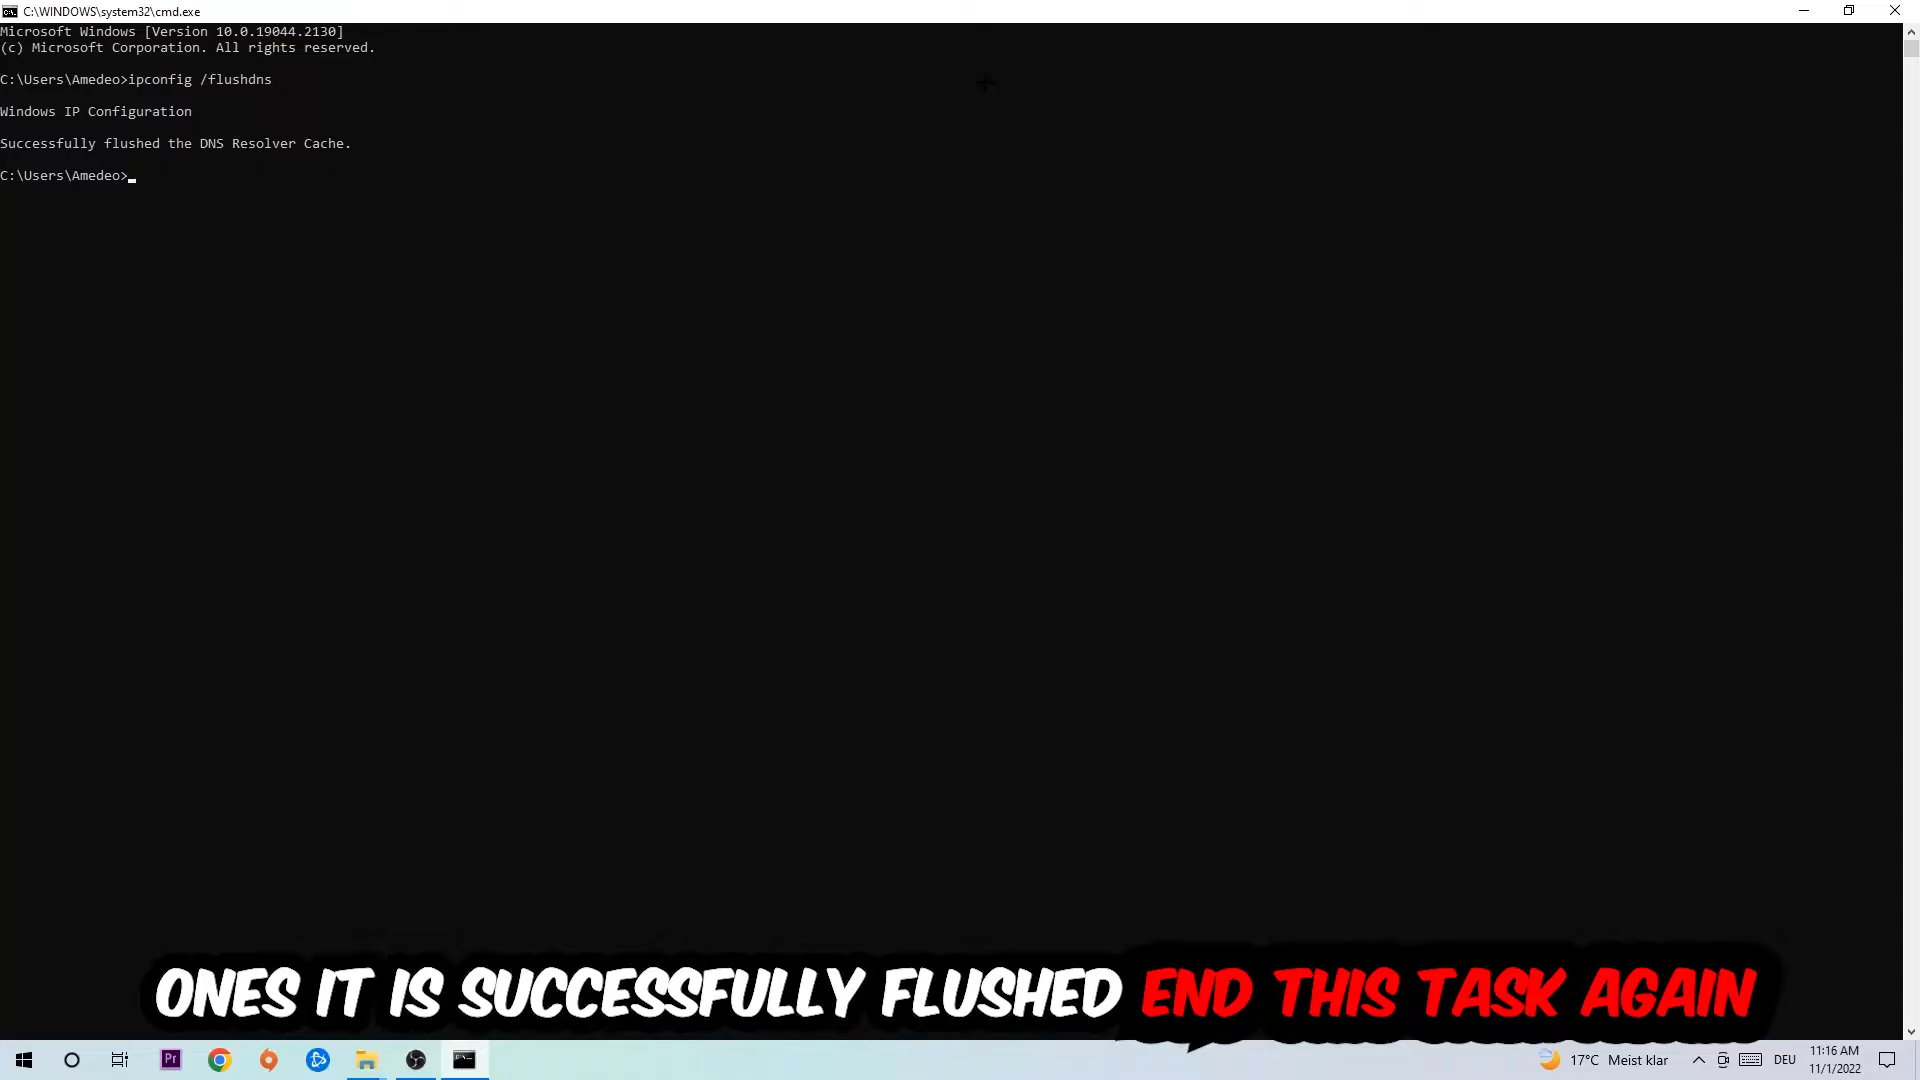 C:\WINDOWS\system32\cmd.exe
Microsoft Windows [Version 10.0.19044.2130]
(c) Microsoft Corporation. All rights reserved.
C:\Users\Amedeo>ipconfig /flushdns
Windows IP Configuration
Successfully flushed the DNS Resolver Cache.
C:\Users\Amedeo>
ONES IT IS SUCCESSFULLY FLUSHED END THIS TASK AGAIN
Pr
17°C Meist klar
DEU
11:16 AM
11/1/2022